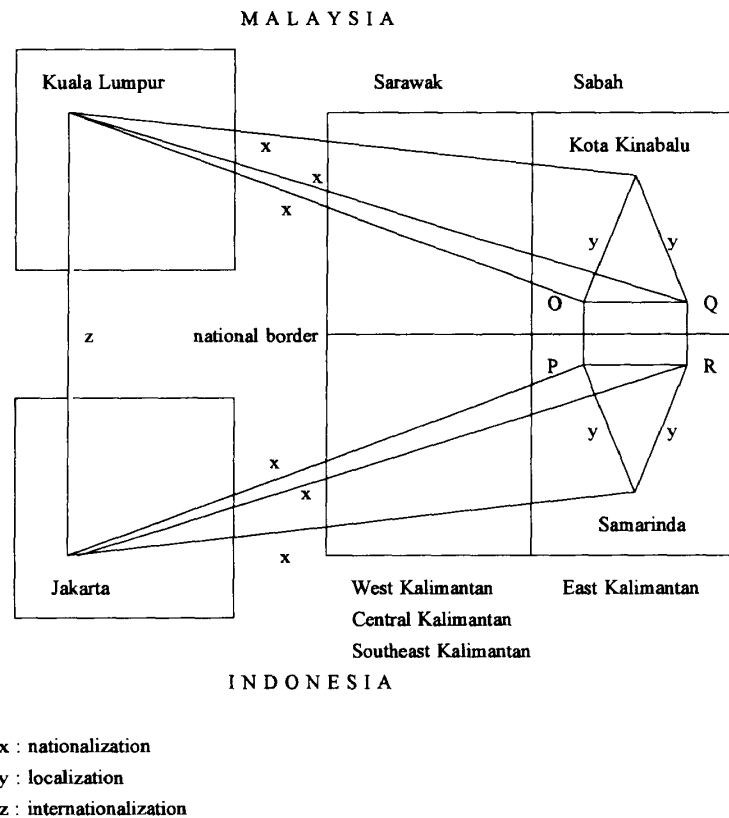 MALAYSIA
Kuala Lumpur
Sarawak
Sabah
Kota Kinabalu
x
x
x
y
y
O
Q
z
national border
P
R
y
y
x
x
x
Samarinda
Jakarta
West Kalimantan
East Kalimantan
Central Kalimantan
Southeast Kalimantan
INDONESIA
x : nationalization
y : localization
z : internationalization